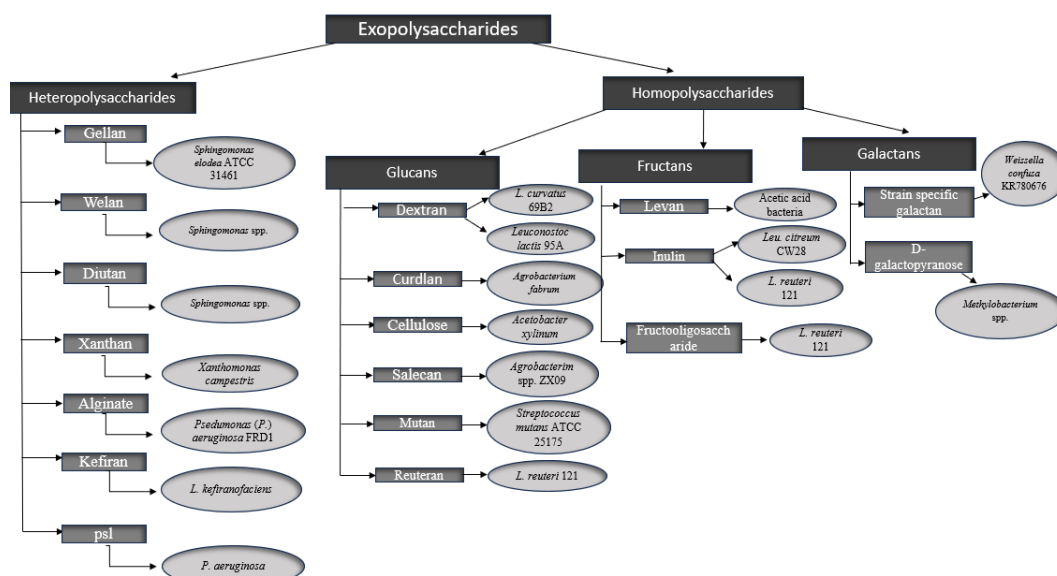 Exopolysaccharides
Heteropolysaccharides
Gellan
Sphingomonas
elodea ATCC
31461
Welan
Sphingomonas spp.
Diutan
Sphingomonas spp.
Xanthan
Xanthomonas
campestris
Alginate
Psedumonas (P.)
aeruginosa FRD1
Kefiran
L. kefiranofaciens
psl
P. aeruginosa
Homopolysaccharides
Glucans
Dextran
L. curvatus
69B2
Leuconostoc
lactis 95A
Curdlan
Agrobacterium
fabrum
Cellulose
Acetobacter
xylinum
Salecan
Agrobacterim
spp. ZX09
Mutan
Streptococcus
mutans ATCC
25175
Reuteran
L. reuteri 121
Fructans
Levan
Acetic acid
bacteria
Inulin
Leu. citreum
CW28
L. reuteri
121
Fructooligosacch
aride
L. reuteri
121
Galactans
Strain specific
galactan
Weissella
confusa
KR780676
D-
galactopyranose
Methylobacterium
spp.